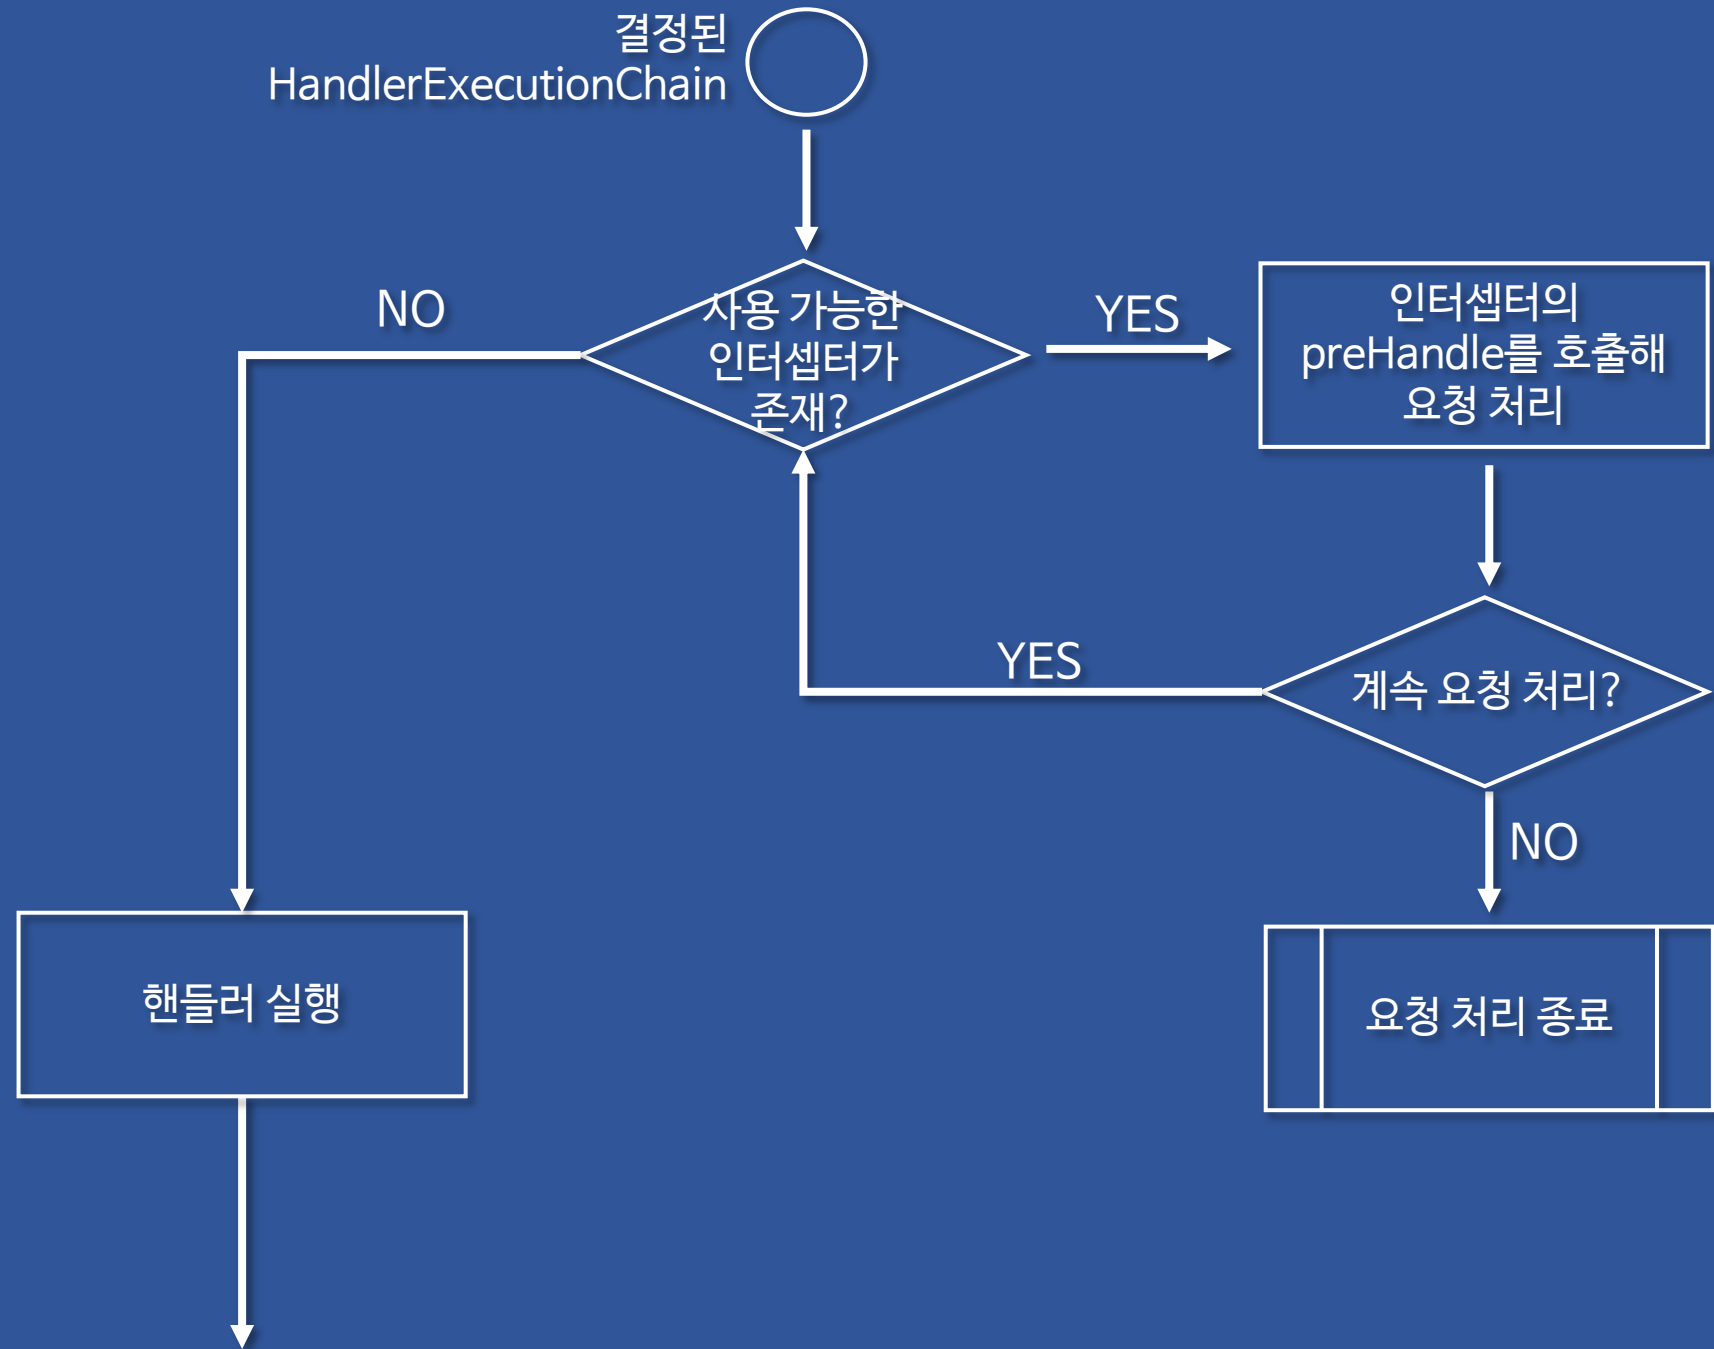 결정된
HandlerExecutionChain
NO
사용 가능한
인터셉터가
존재?
YES
인터셉터의
preHandle를 호출해
요청 처리
YES
계속 요청 처리?
NO
핸들러 실행
요청 처리 종료